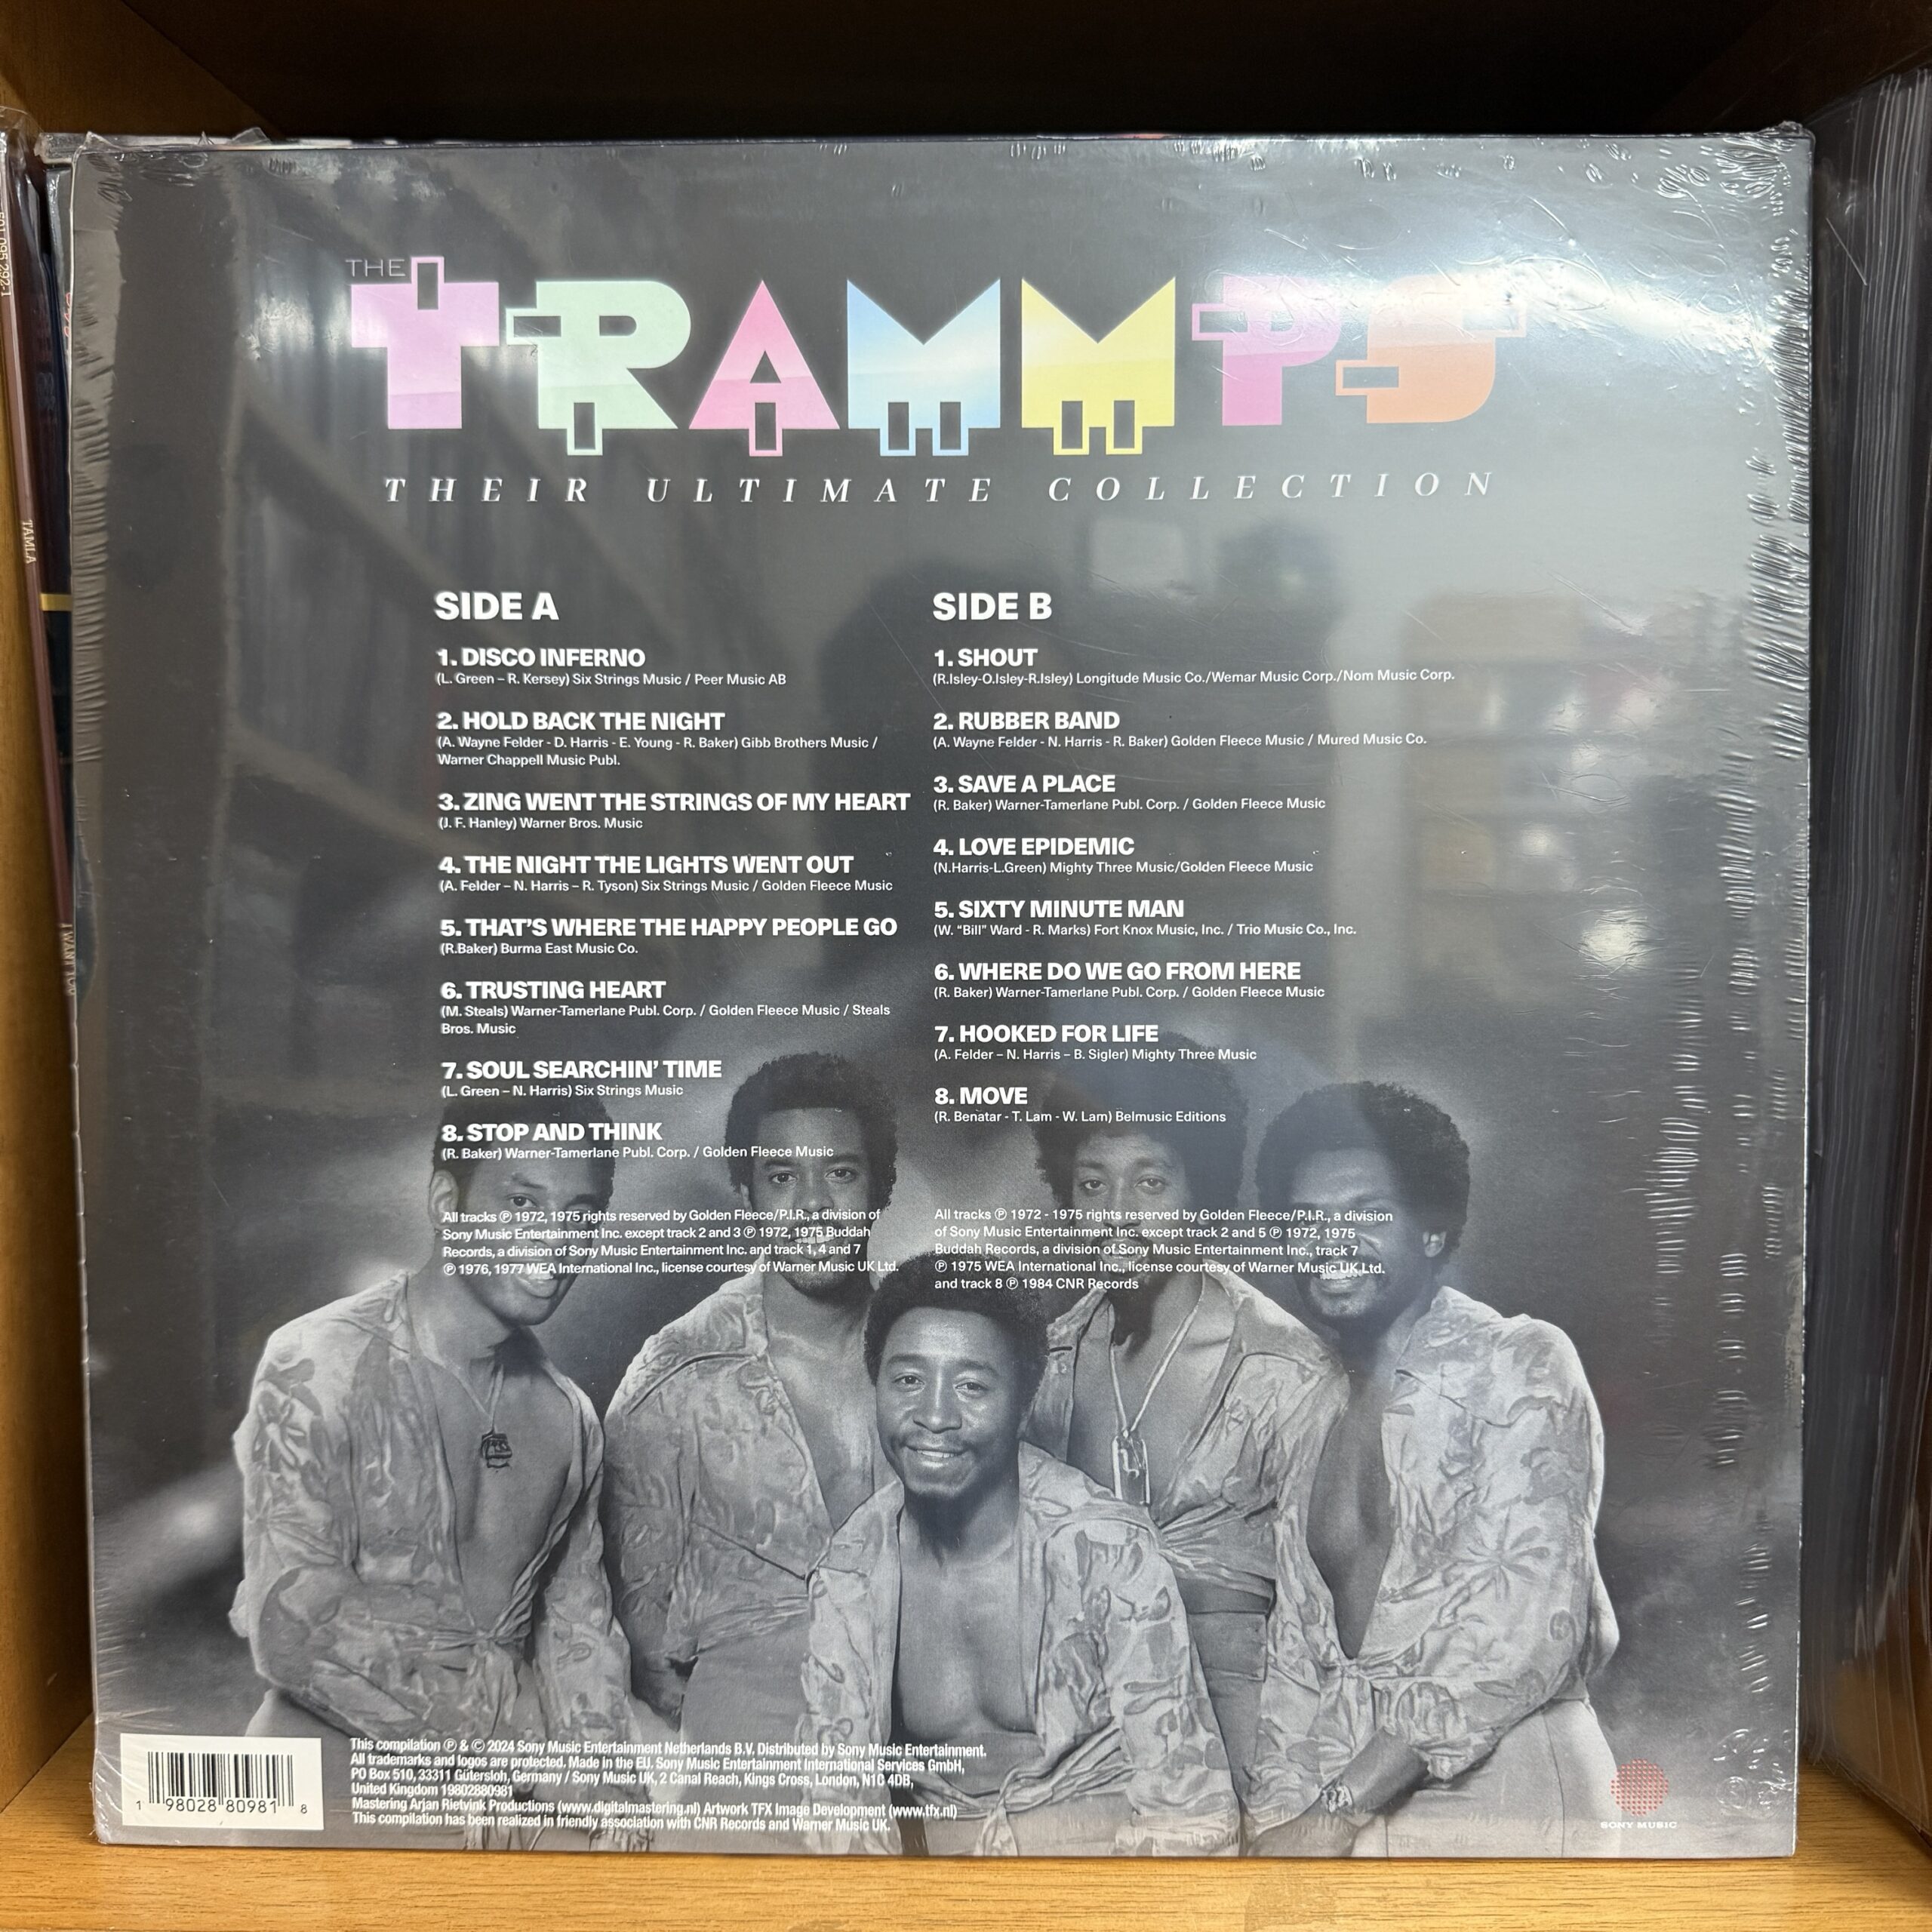 THE
TRAMMPS
THEIR ULTIMATE COLLECTION
SIDE A
1. DISCO INFERNO
(L. Green – R. Kersey) Six Strings Music / Peer Music AB
2. HOLD BACK THE NIGHT
(A. Wayne Felder - D. Harris - E. Young - R. Baker) Gibb Brothers Music /
Warner Chappell Music Publ.
3. ZING WENT THE STRINGS OF MY HEART
(J. F. Hanley) Warner Bros. Music
4. THE NIGHT THE LIGHTS WENT OUT
(A. Felder – N. Harris – R. Tyson) Six Strings Music / Golden Fleece Music
5. THAT'S WHERE THE HAPPY PEOPLE GO
(R.Baker) Burma East Music Co.
6. TRUSTING HEART
(M. Steals) Warner-Tamerlane Publ. Corp. / Golden Fleece Music / Steals
Bros. Music
7. SOUL SEARCHIN' TIME
(L. Green – N. Harris) Six Strings Music
8. STOP AND THINK
(R. Baker) Warner-Tamerlane Publ. Corp. / Golden Fleece Music
All tracks ℗ 1972, 1975 rights reserved by Golden Fleece/P.I.R., a division of
Sony Music Entertainment Inc. except track 2 and 3 ℗ 1972, 1975 Buddah
Records, a division of Sony Music Entertainment Inc. and track 1, 4 and 7
℗ 1976, 1977 WEA International Inc., license courtesy of Warner Music UK Ltd.
SIDE B
1. SHOUT
(R.Isley-O.Isley-R.Isley) Longitude Music Co./Wemar Music Corp./Nom Music Corp.
2. RUBBER BAND
(A. Wayne Felder - N. Harris - R. Baker) Golden Fleece Music / Mured Music Co.
3. SAVE A PLACE
(R. Baker) Warner-Tamerlane Publ. Corp. / Golden Fleece Music
4. LOVE EPIDEMIC
(N.Harris-L.Green) Mighty Three Music/Golden Fleece Music
5. SIXTY MINUTE MAN
(W. "Bill" Ward - R. Marks) Fort Knox Music, Inc. / Trio Music Co., Inc.
6. WHERE DO WE GO FROM HERE
(R. Baker) Warner-Tamerlane Publ. Corp. / Golden Fleece Music
7. HOOKED FOR LIFE
(A. Felder – N. Harris – B. Sigler) Mighty Three Music
8. MOVE
(R. Benatar - T. Lam - W. Lam) Belmusic Editions
All tracks ℗ 1972 - 1975 rights reserved by Golden Fleece/P.I.R., a division
of Sony Music Entertainment Inc. except track 2 and 5 ℗ 1972, 1975
Buddah Records, a division of Sony Music Entertainment Inc., track 7
℗ 1975 WEA International Inc., license courtesy of Warner Music UK Ltd.
and track 8 ℗ 1984 CNR Records
1 98028 80981 8
This compilation ℗ & © 2024 Sony Music Entertainment Netherlands B.V. Distributed by Sony Music Entertainment.
All trademarks and logos are protected. Made in the EU. Sony Music Entertainment International Services GmbH,
PO Box 510, 33311 Gütersloh, Germany / Sony Music UK, 2 Canal Reach, Kings Cross, London, N1C 4DB,
United Kingdom 19802880981
Mastering Arjan Rietvink Productions (www.digitalmastering.nl) Artwork TFX Image Development (www.tfx.nl)
This compilation has been realized in friendly association with CNR Records and Warner Music UK.
SONY MUSIC
TAMLA
I WANT YOU